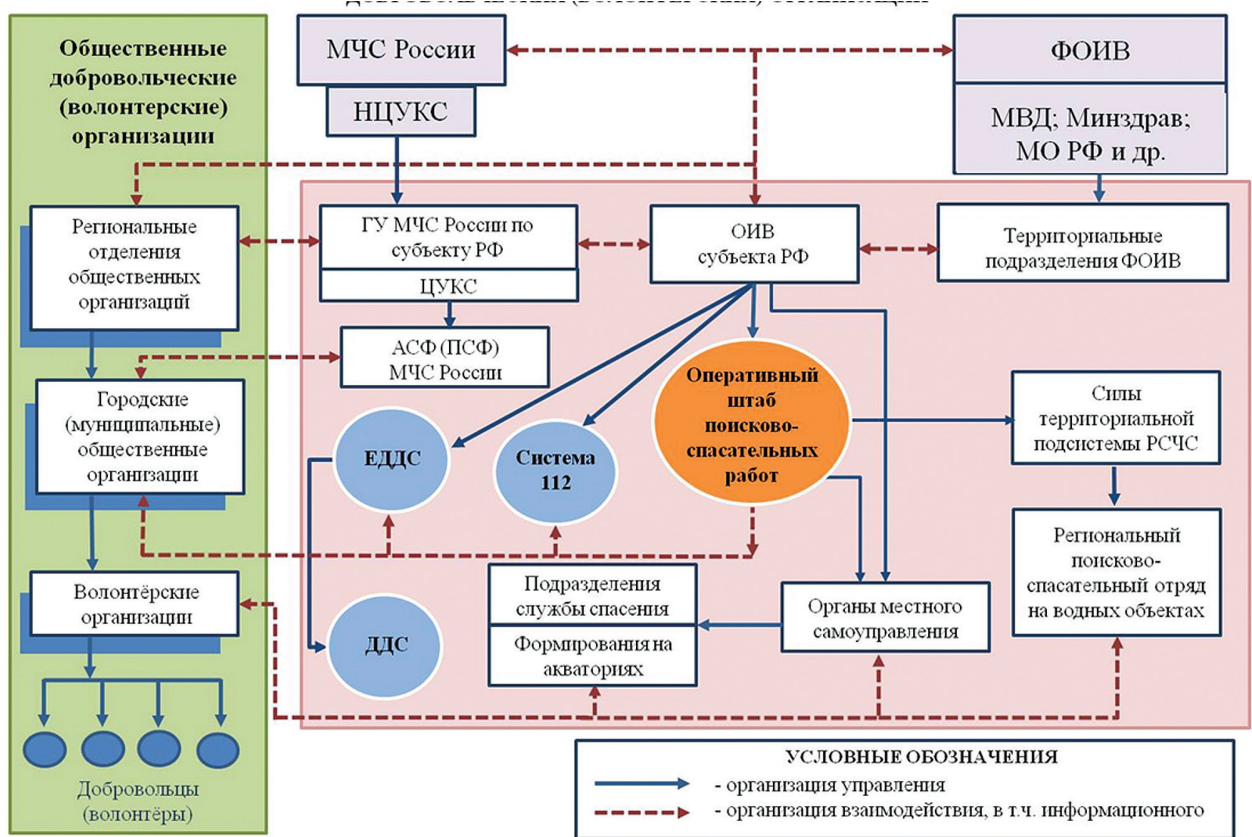 Общественные
добровольческие
(волонтерские)
организации
МЧС России
НЦУКС
ФОИВ
МВД; Минздрав;
МО РФ и др.
Региональные
отделения
общественных
организаций
ГУ МЧС России по
субъекту РФ
ЦУКС
ОИВ
субъекта РФ
Территориальные
подразделения ФОИВ
АСФ (ПСФ)
МЧС России
Городские
(муниципальные)
общественные
организации
ЕДДС
Система
112
Оперативный
штаб
поисково-
спасательных
работ
Силы
территориальной
подсистемы РСЧС
Региональный
поисково-
спасательный отряд
на водных объектах
Волонтёрские
организации
ДДС
Подразделения
службы спасения
Формирования на
акваториях
Органы местного
самоуправления
Добровольцы
(волонтёры)
УСЛОВНЫЕ ОБОЗНАЧЕНИЯ
- организация управления
- организация взаимодействия, в т.ч. информационного